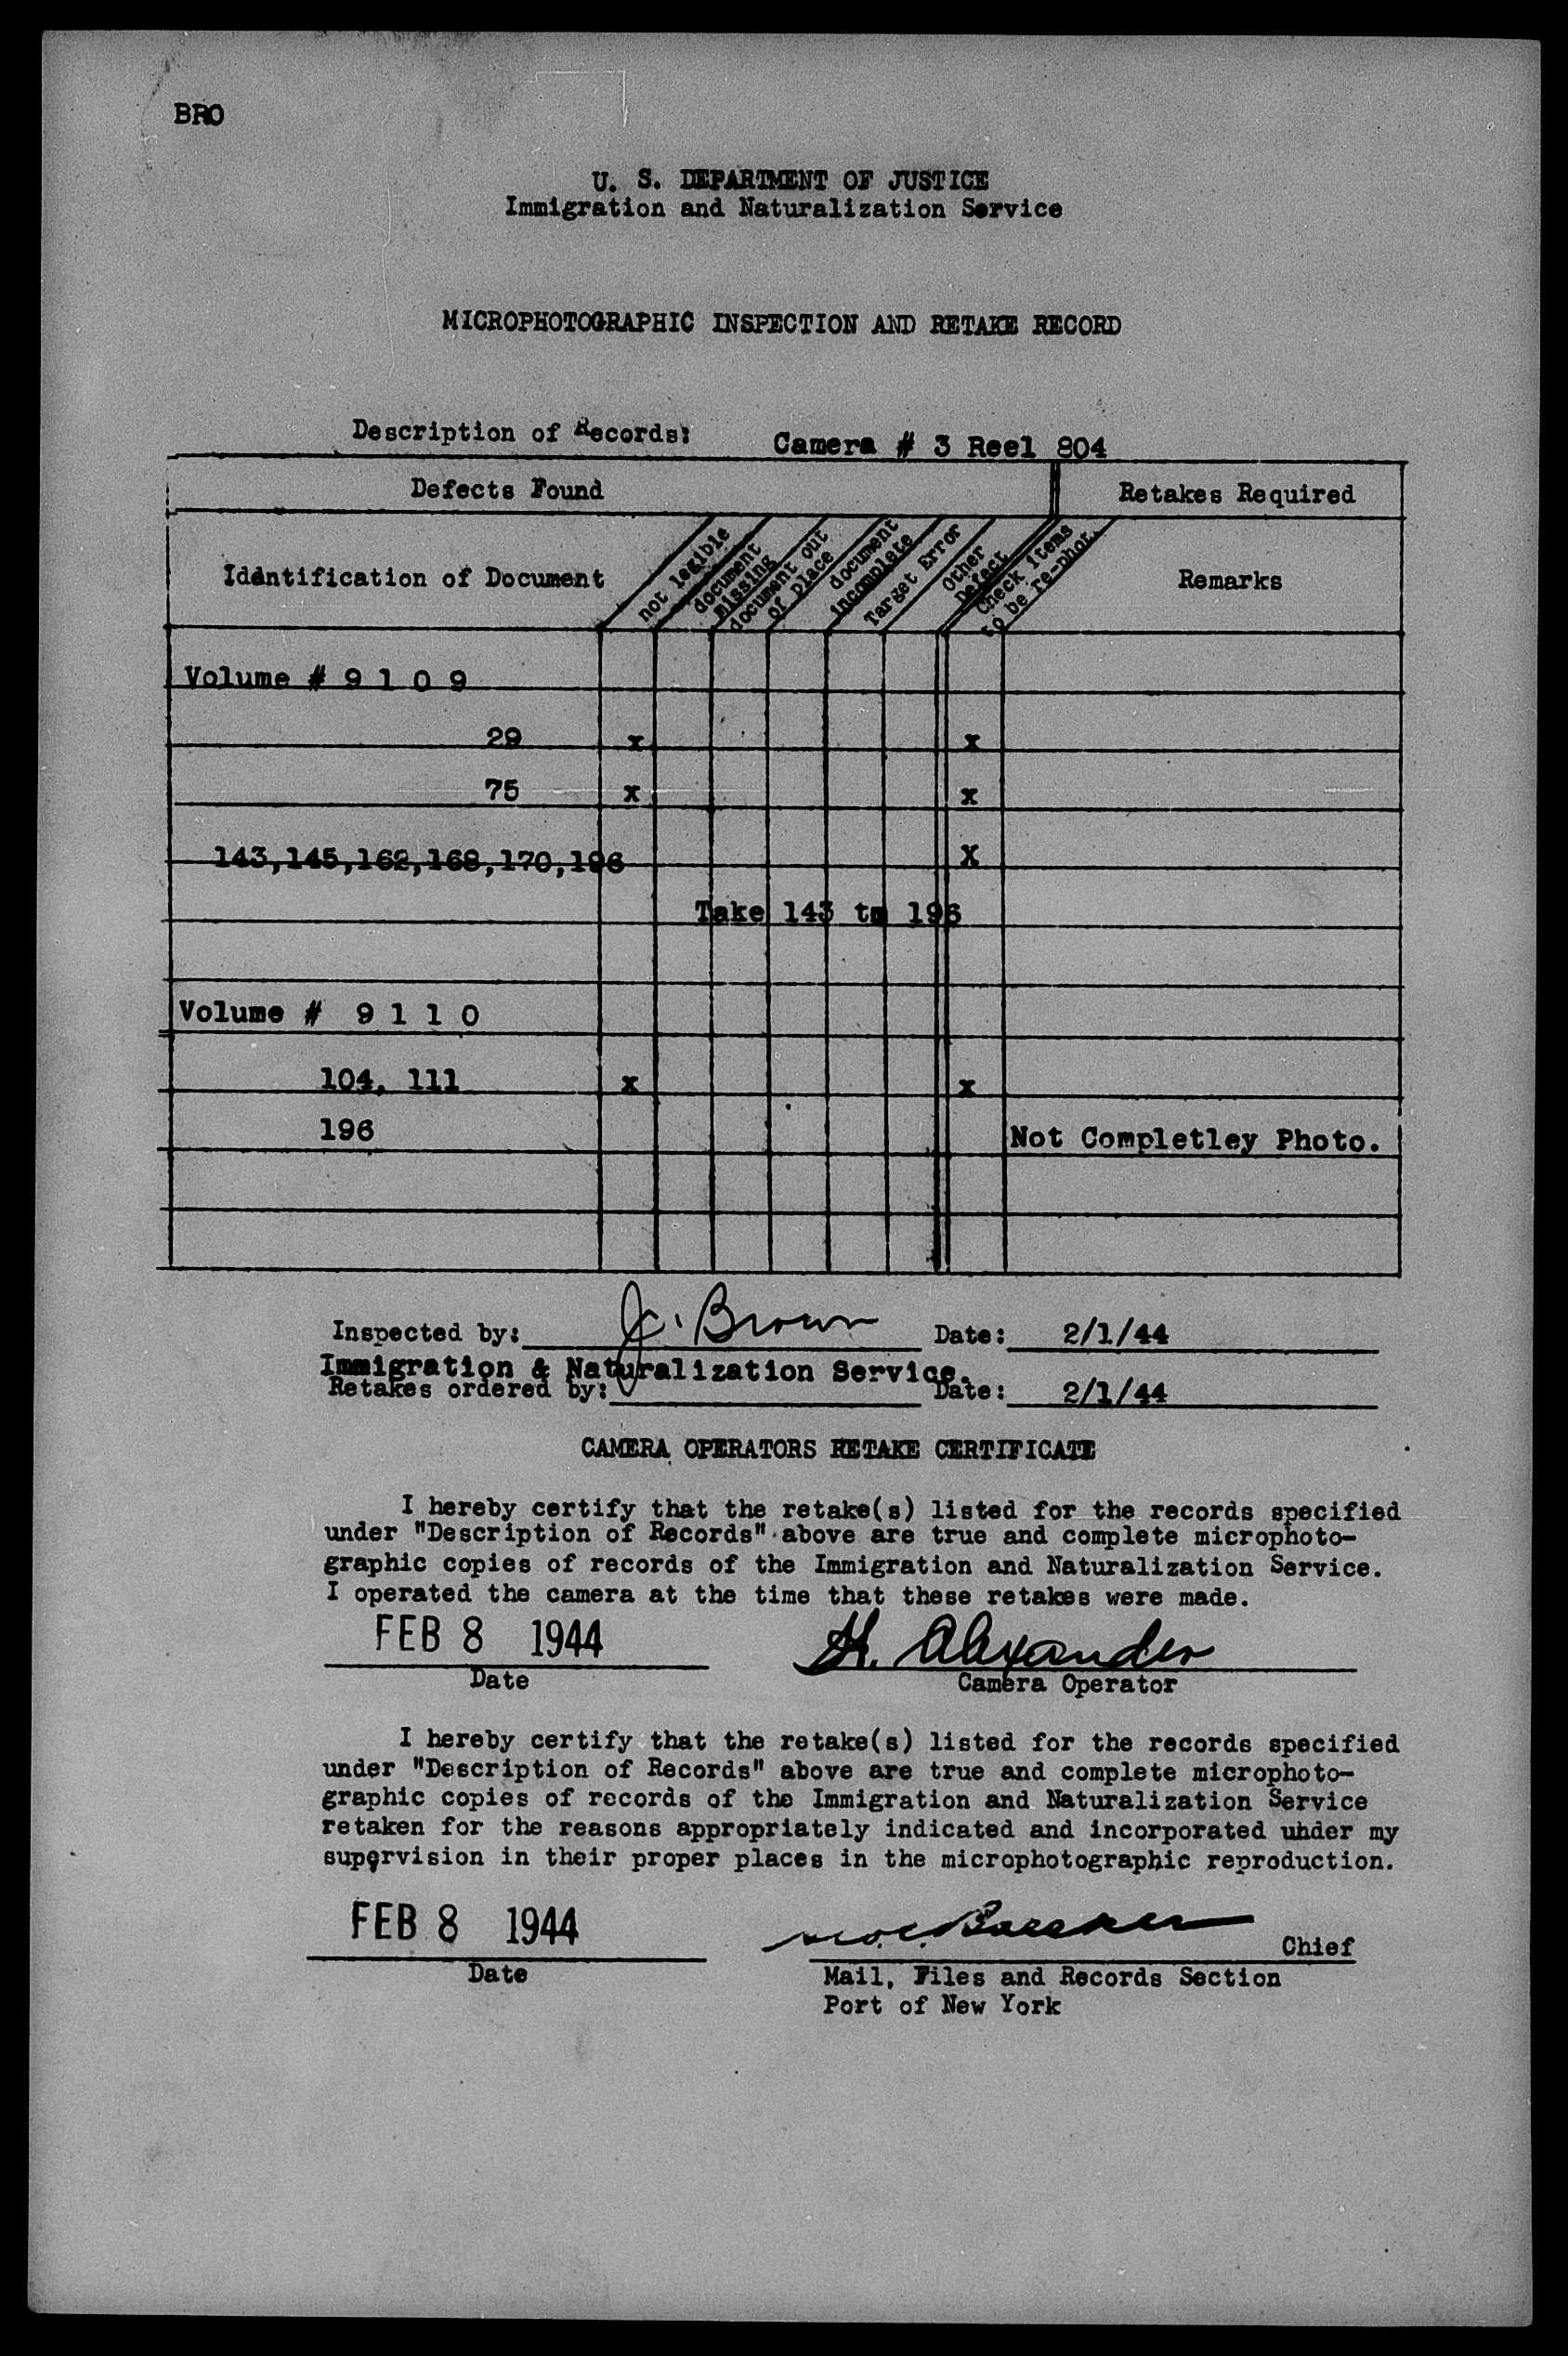 BRO
U. S. DEPARTMENT OF JUSTICE
Immigration and Naturalization Service
MICROPHOTOGRAPHIC INSPECTION AND RETAKE RECORD
Description of Records: Camera # 3 Reel 804
Defects Found Retakes Required
Identification of Document
not legible
document
missing
document out
of place
document
incomplete
Target Error
Other
Defect
Check items
to be re-phot.
Remarks
Volume # 9 1 0 9
29 x x
75 x x
143,145,162,168,170,196 X
Take 143 to 196
Volume # 9 1 1 0
104, 111 x x
196 Not Completley Photo.
Inspected by: J. Brown Date: 2/1/44
Immigration & Naturalization Service.
Retakes ordered by: Date: 2/1/44
CAMERA OPERATORS RETAKE CERTIFICATE
I hereby certify that the retake(s) listed for the records specified
under "Description of Records" above are true and complete microphoto-
graphic copies of records of the Immigration and Naturalization Service.
I operated the camera at the time that these retakes were made.
FEB 8 1944 H. Alexander
Date Camera Operator
I hereby certify that the retake(s) listed for the records specified
under "Description of Records" above are true and complete microphoto-
graphic copies of records of the Immigration and Naturalization Service
retaken for the reasons appropriately indicated and incorporated under my
supervision in their proper places in the microphotographic reproduction.
FEB 8 1944 Chief
Date Mail, Files and Records Section
Port of New York